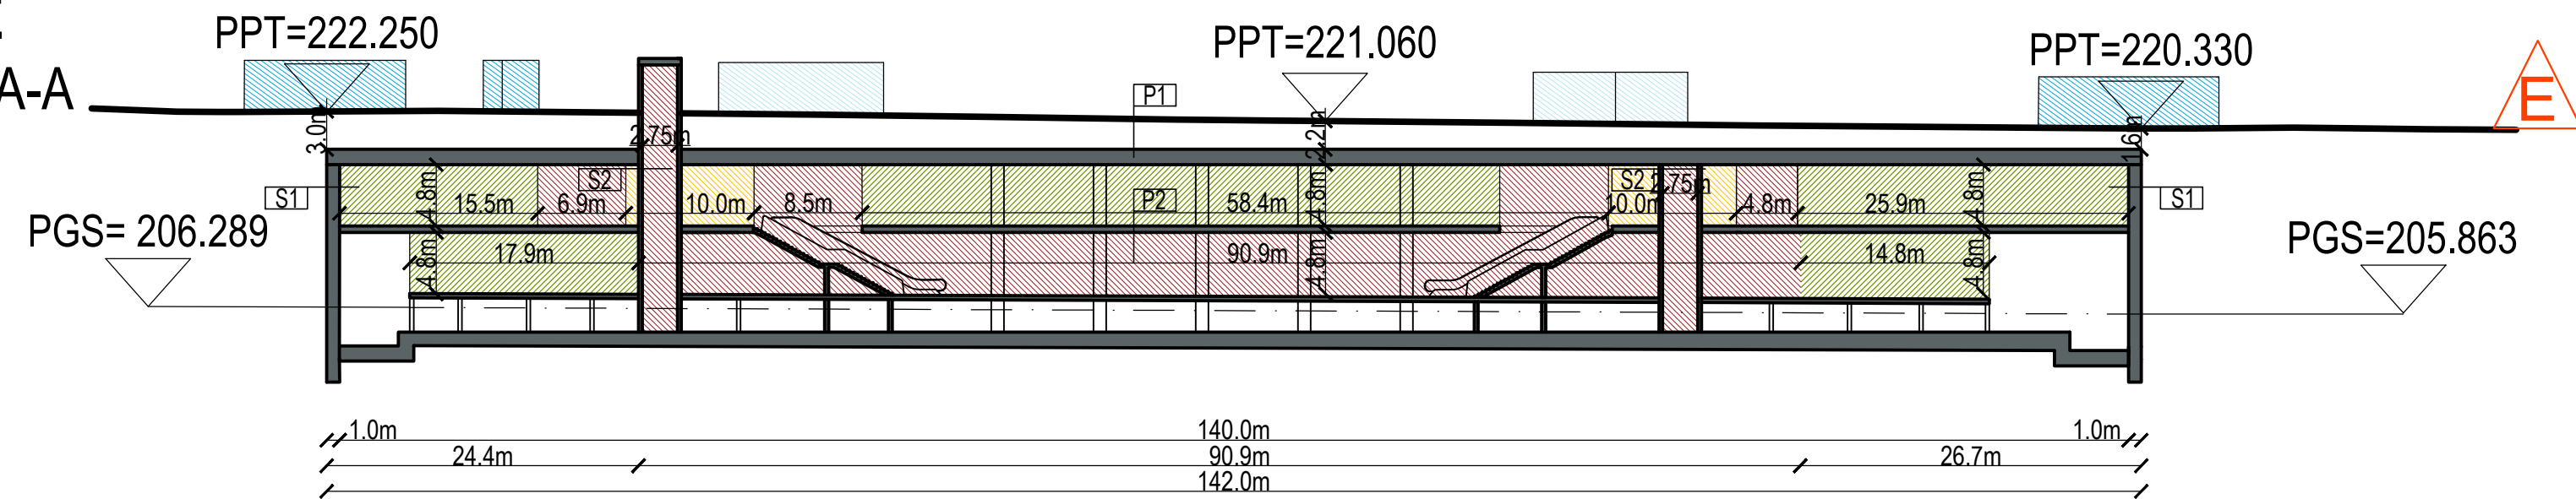 PPT=222.250
PPT=221.060
PPT=220.330
A-A
E
P1
3.0m
2.75m
2.2m
1.6m
S1
4.8m
15.5m
6.9m
S2
10.0m
8.5m
P2
58.4m
4.8m
10.0m
S2
2.75m
4.8m
25.9m
4.8m
S1
PGS= 206.289
4.8m
17.9m
90.9m
4.8m
14.8m
4.8m
PGS=205.863
1.0m
140.0m
1.0m
24.4m
90.9m
26.7m
142.0m